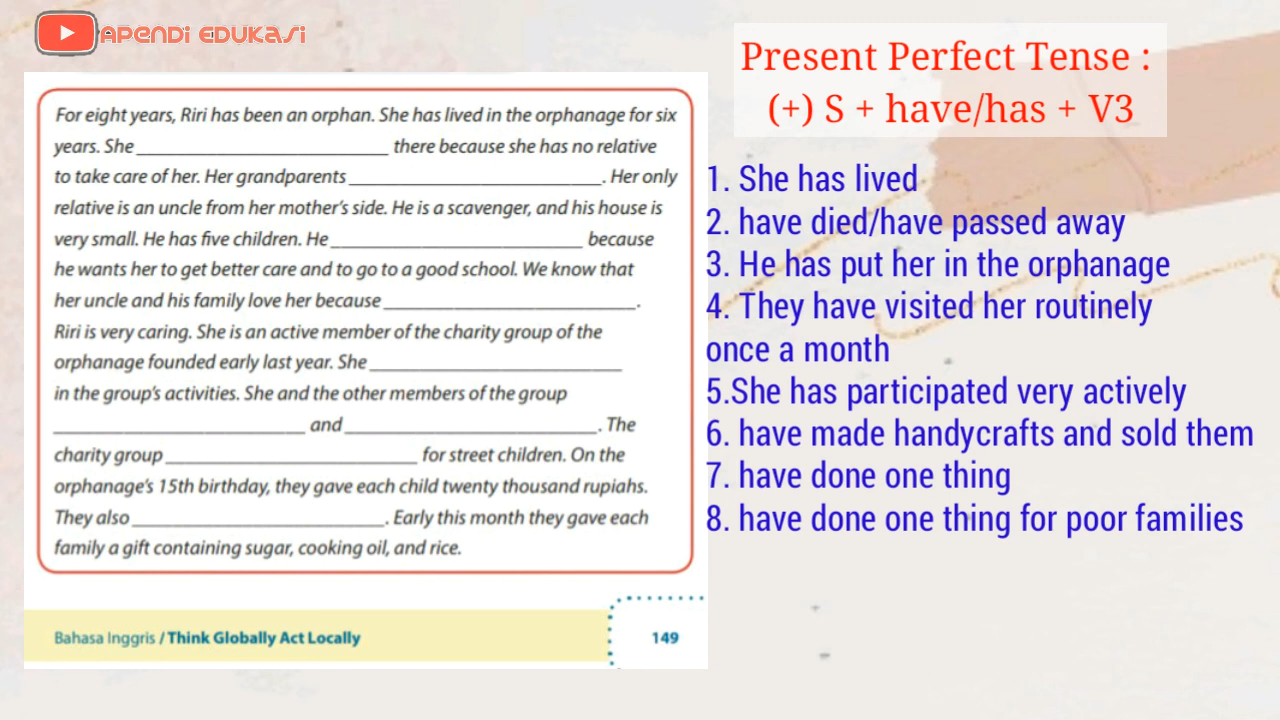 APENDI EDUKASI
For eight years, Riri has been an orphan. She has lived in the orphanage for six
years. She ____________________ there because she has no relative
to take care of her. Her grandparents ____________________. Her only
relative is an uncle from her mother's side. He is a scavenger, and his house is
very small. He has five children. He ____________________ because
he wants her to get better care and to go to a good school. We know that
her uncle and his family love her because ____________________.
Riri is very caring. She is an active member of the charity group of the
orphanage founded early last year. She ____________________
in the group's activities. She and the other members of the group
____________________ and ____________________. The
charity group ____________________ for street children. On the
orphanage's 15th birthday, they gave each child twenty thousand rupiahs.
They also ____________________. Early this month they gave each
family a gift containing sugar, cooking oil, and rice.
Bahasa Inggris / Think Globally Act Locally
149
Present Perfect Tense :
(+) S + have/has + V3
1. She has lived
2. have died/have passed away
3. He has put her in the orphanage
4. They have visited her routinely
once a month
5.She has participated very actively
6. have made handycrafts and sold them
7. have done one thing
8. have done one thing for poor families